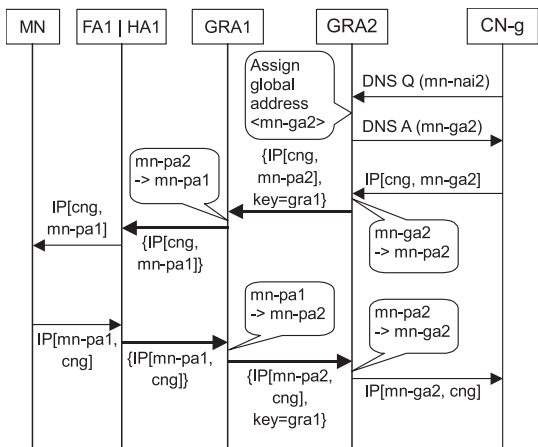 MN
FA1 | HA1
GRA1
GRA2
CN-g
Assign
global
address
<mn-ga2>
DNS Q (mn-nai2)
DNS A (mn-ga2)
{IP[cng,
mn-pa2],
key=gra1}
IP[cng, mn-ga2]
mn-pa2
-> mn-pa1
mn-ga2
-> mn-pa2
IP[cng,
mn-pa1]
{IP[cng,
mn-pa1]}
mn-pa1
-> mn-pa2
mn-pa2
-> mn-ga2
IP[mn-pa1,
cng]
{IP[mn-pa1,
cng]}
{IP[mn-pa2,
cng],
key=gra1}
IP[mn-ga2, cng]